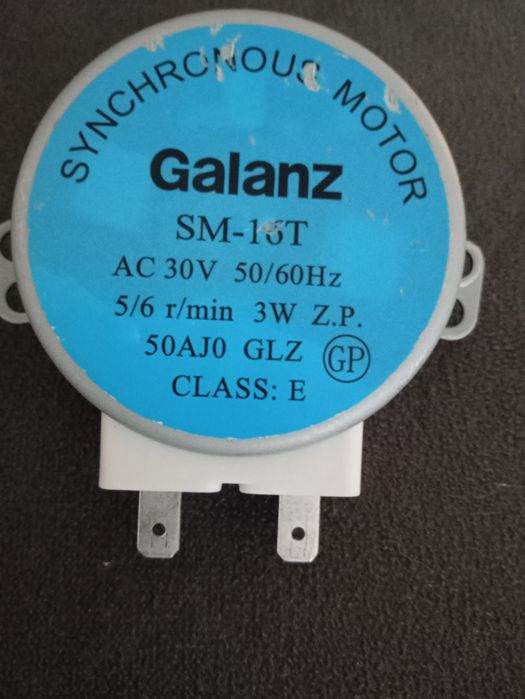 SYNCHRONOUS MOTOR
Galanz
SM-16T
AC 30V 50/60Hz
5/6 r/min 3W Z.P.
50AJ0 GLZ GP
CLASS: E